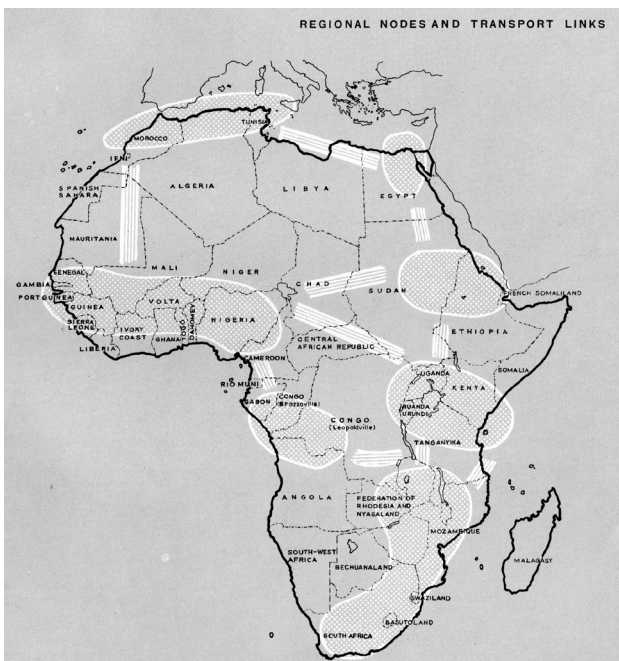 REGIONAL NODES AND TRANSPORT LINKS
TUNISIA
MOROCCO
IFNI
ALGERIA
LIBYA
EGYPT
SPANISH
SAHARA
MAURITANIA
MALI
NIGER
CHAD
SUDAN
SENEGAL
GAMBIA
PORT GUINEA
GUINEA
VOLTA
FRENCH SOMALILAND
SIERRA
LEONE
IVORY
COAST
GHANA
TOGO
DAHOMEY
NIGERIA
ETHIOPIA
LIBERIA
CENTRAL
AFRICAN REPUBLIC
CAMEROON
SOMALIA
UGANDA
KENYA
RIO MUNI
GABON
CONGO
(Brazzaville)
CONGO
(Leopoldville)
RUANDA
URUNDI
TANGANYIKA
ANGOLA
FEDERATION OF
RHODESIA AND
NYASALAND
MOZAMBIQUE
SOUTH-WEST
AFRICA
BECHUANALAND
MALAGASY
SWAZILAND
BASUTOLAND
SOUTH AFRICA